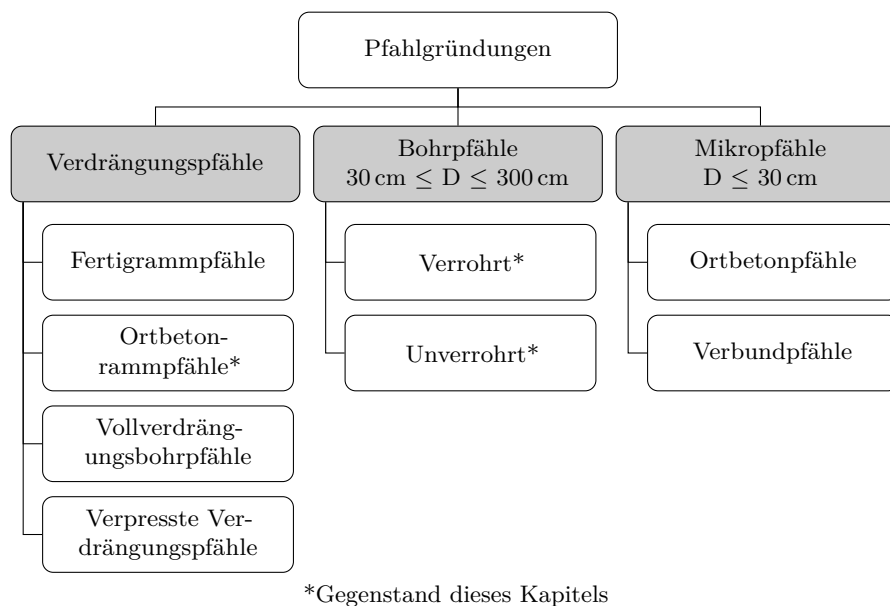 Pfahlgründungen
Verdrängungspfähle
Bohrpfähle
30 cm ≤ D ≤ 300 cm
Mikropfähle
D ≤ 30 cm
Fertigrammpfähle
Ortbeton-
rammpfähle*
Vollverdräng-
ungsbohrpfähle
Verpresste Ver-
drängungspfähle
Verrohrt*
Unverrohrt*
Ortbetonpfähle
Verbundpfähle
*Gegenstand dieses Kapitels